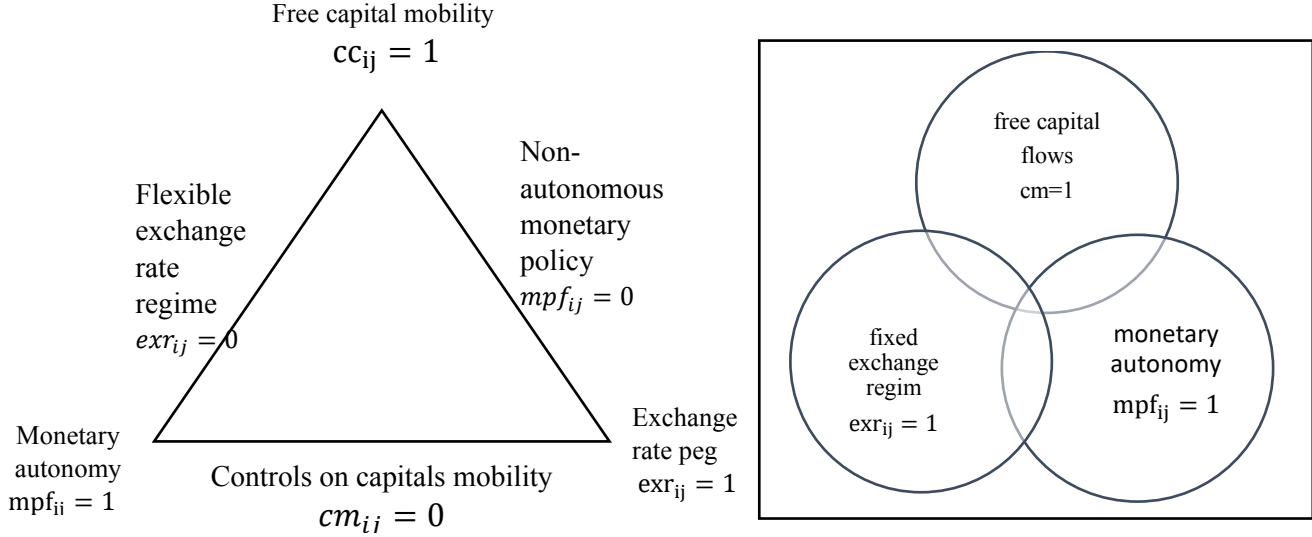 Free capital mobility
cc_ij = 1
Flexible
exchange
rate
regime
exr_ij = 0
Non-
autonomous
monetary
policy
mpf_ij = 0
Monetary
autonomy
mpf_ij = 1
Controls on capitals mobility
cm_ij = 0
Exchange
rate peg
exr_ij = 1
free capital
flows
cm=1
fixed
exchange
regim
exr_ij = 1
monetary
autonomy
mpf_ij = 1